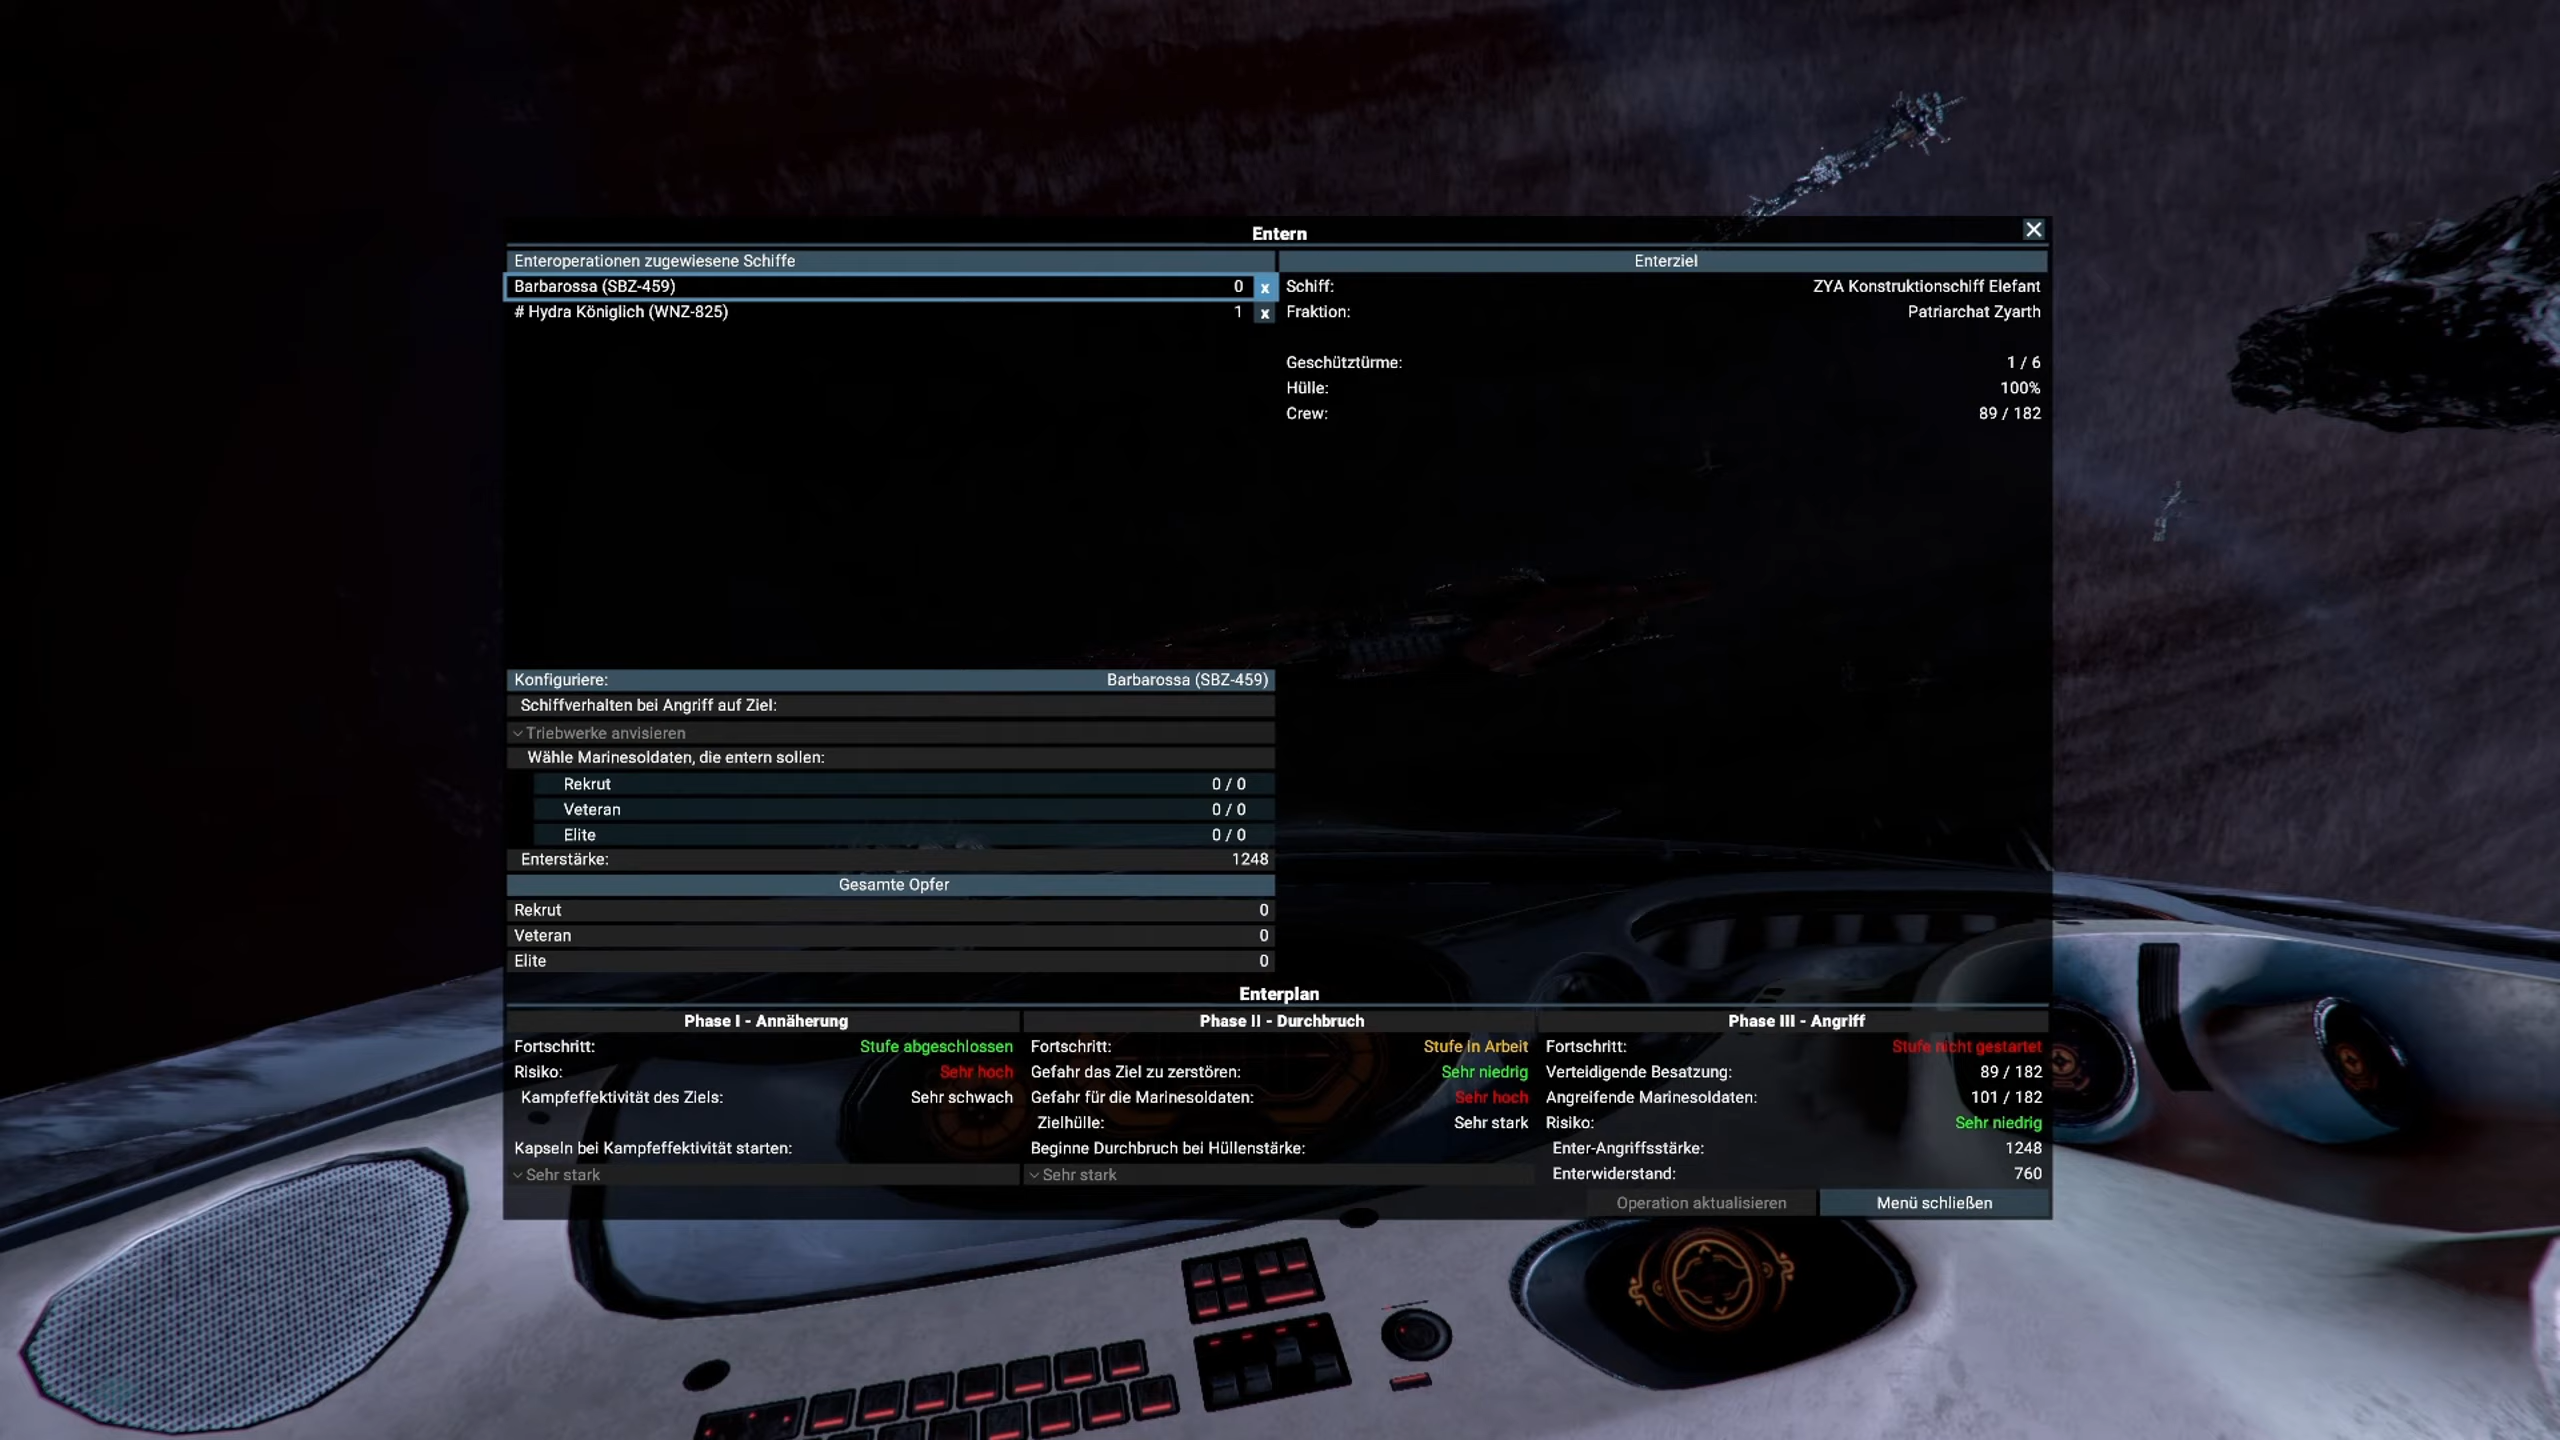 Entern
Enteroperationen zugewiesene Schiffe
Barbarossa (SBZ-459) 0 x
# Hydra Königlich (WNZ-825) 1 x
Enterziel
Schiff: ZYA Konstruktionschiff Elefant
Fraktion: Patriarchat Zyarth
Geschütztürme: 1 / 6
Hülle: 100%
Crew: 89 / 182
Konfiguriere: Barbarossa (SBZ-459)
Schiffverhalten bei Angriff auf Ziel:
Triebwerke anvisieren
Wähle Marinesoldaten, die entern sollen:
Rekrut 0 / 0
Veteran 0 / 0
Elite 0 / 0
Enterstärke: 1248
Gesamte Opfer
Rekrut 0
Veteran 0
Elite 0
Enterplan
Phase I - Annäherung
Fortschritt: Stufe abgeschlossen
Risiko: Sehr hoch
Kampfeffektivität des Ziels: Sehr schwach
Kapseln bei Kampfeffektivität starten:
Sehr stark
Phase II - Durchbruch
Fortschritt: Stufe in Arbeit
Gefahr das Ziel zu zerstören: Sehr niedrig
Gefahr für die Marinesoldaten: Sehr hoch
Zielhülle: Sehr stark
Beginne Durchbruch bei Hüllenstärke:
Sehr stark
Phase III - Angriff
Fortschritt: Stufe nicht gestartet
Verteidigende Besatzung: 89 / 182
Angreifende Marinesoldaten: 101 / 182
Risiko: Sehr niedrig
Enter-Angriffsstärke: 1248
Enterwiderstand: 760
Operation aktualisieren
Menü schließen